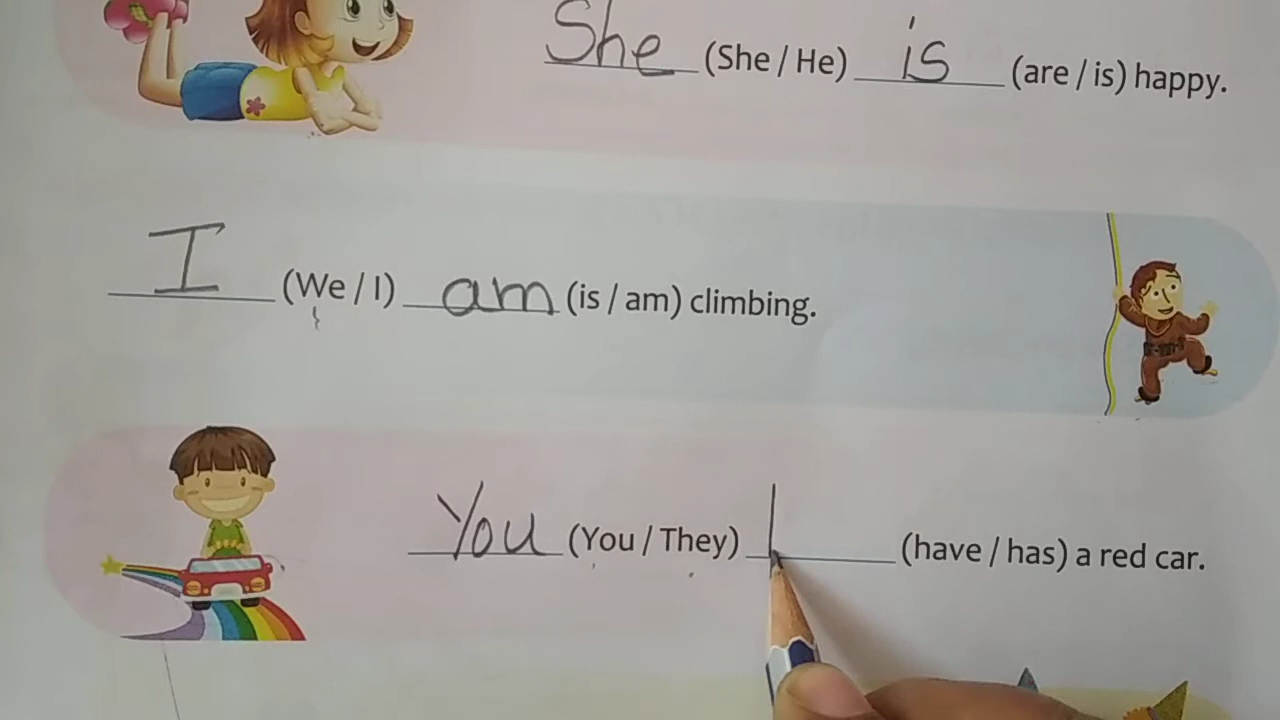 She (She / He) is (are / is) happy.
I (We / I) am (is / am) climbing.
You (You / They) (have / has) a red car.